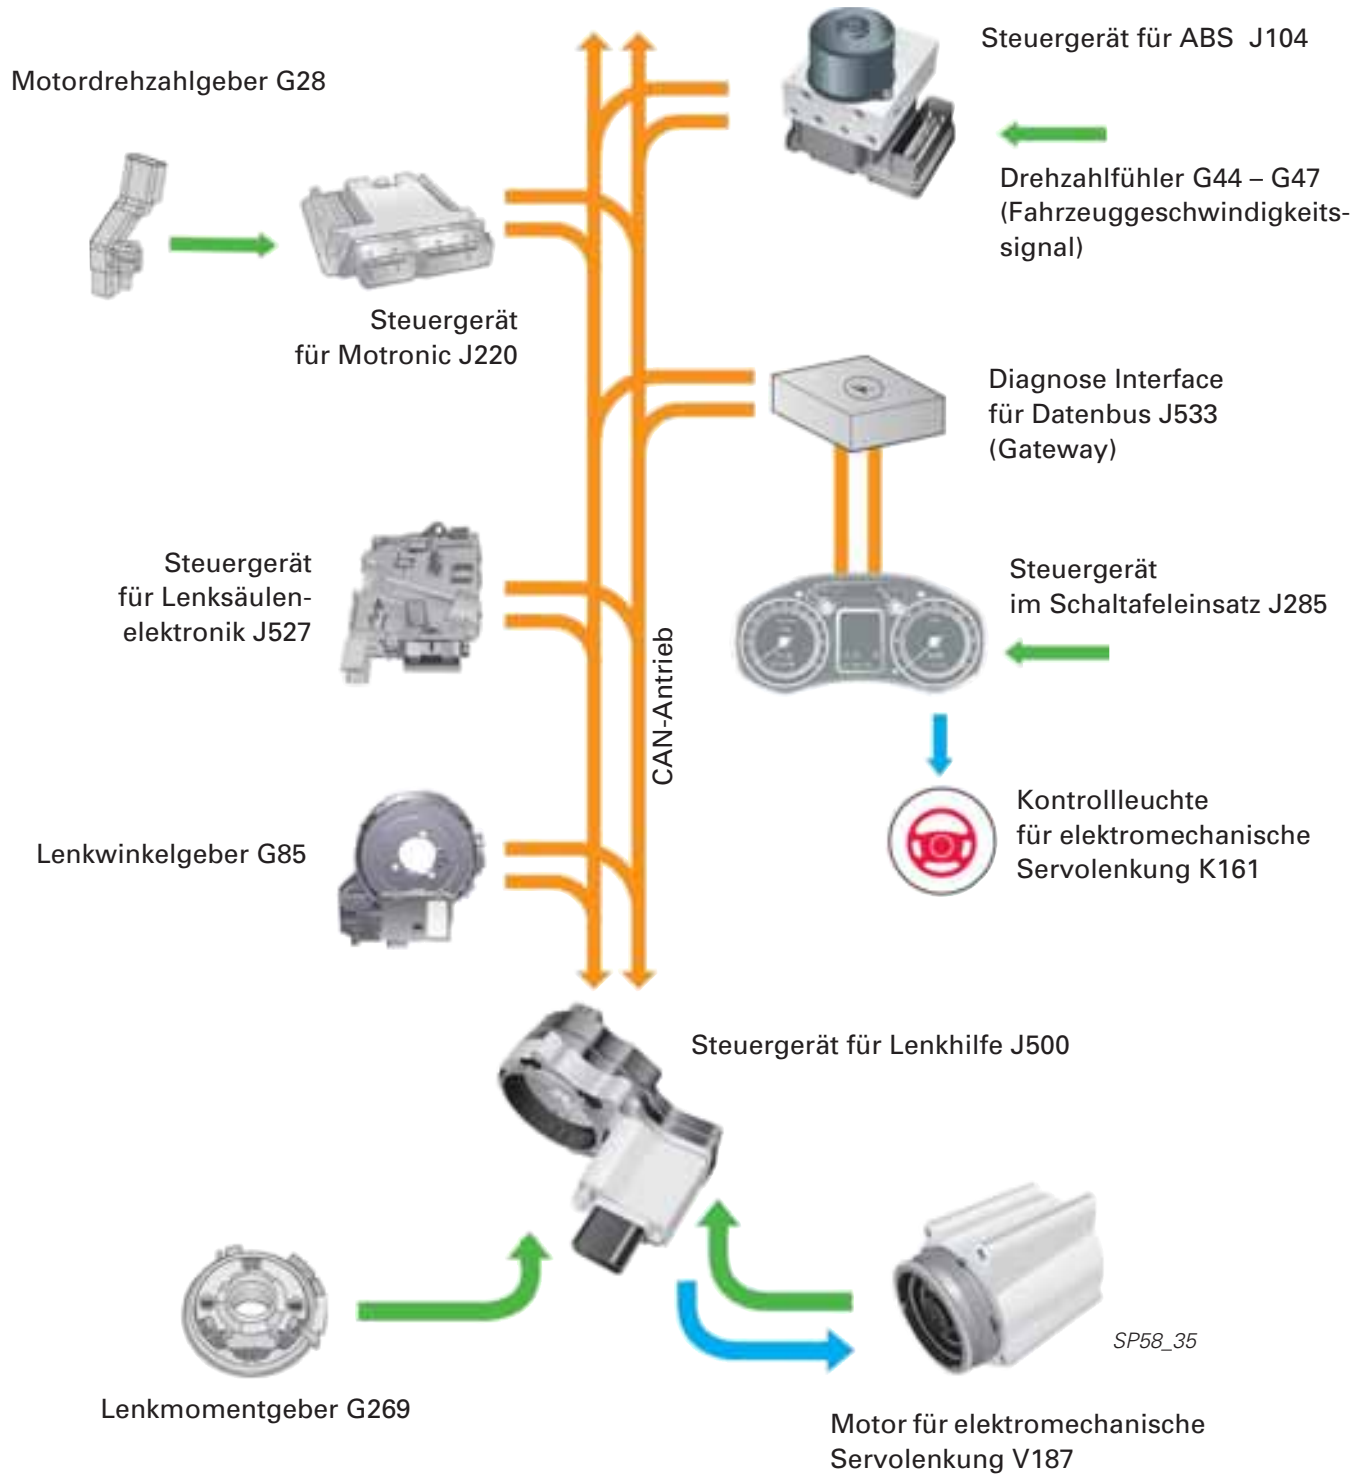 Steuergerät für ABS  J104
Motordrehzahlgeber G28
Drehzahlfühler G44 – G47
(Fahrzeuggeschwindigkeits-
signal)
Steuergerät
für Motronic J220
Diagnose Interface
für Datenbus J533
(Gateway)
Steuergerät
für Lenksäulen-
elektronik J527
Steuergerät
im Schaltafeleinsatz J285
CAN-Antrieb
Kontrollleuchte
für elektromechanische
Servolenkung K161
Lenkwinkelgeber G85
Steuergerät für Lenkhilfe J500
SP58_35
Lenkmomentgeber G269
Motor für elektromechanische
Servolenkung V187